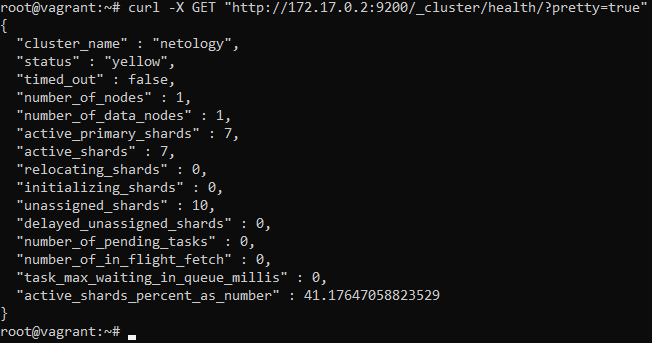 root@vagrant:~# curl -X GET "http://172.17.0.2:9200/_cluster/health/?pretty=true"
{
  "cluster_name" : "netology",
  "status" : "yellow",
  "timed_out" : false,
  "number_of_nodes" : 1,
  "number_of_data_nodes" : 1,
  "active_primary_shards" : 7,
  "active_shards" : 7,
  "relocating_shards" : 0,
  "initializing_shards" : 0,
  "unassigned_shards" : 10,
  "delayed_unassigned_shards" : 0,
  "number_of_pending_tasks" : 0,
  "number_of_in_flight_fetch" : 0,
  "task_max_waiting_in_queue_millis" : 0,
  "active_shards_percent_as_number" : 41.17647058823529
}
root@vagrant:~#